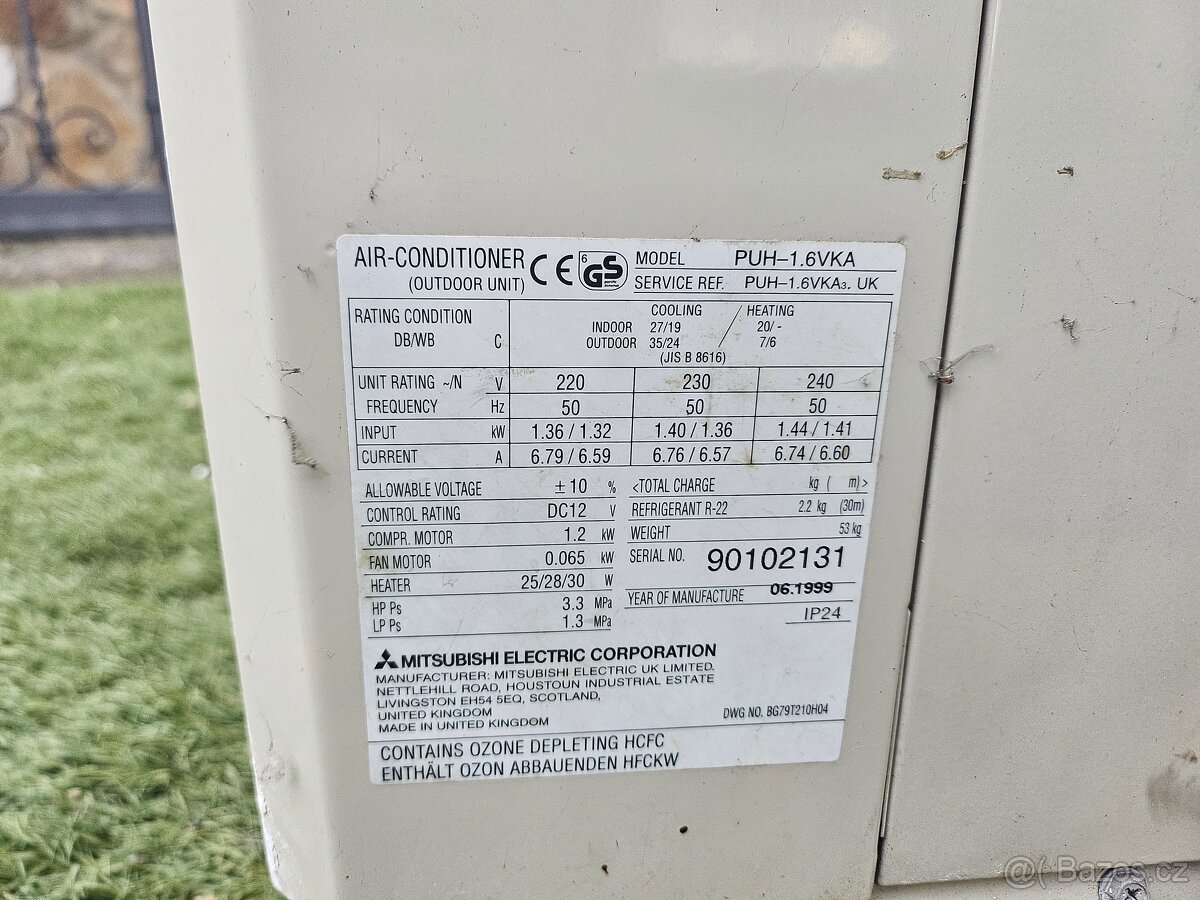 AIR-CONDITIONER
(OUTDOOR UNIT)
CE 6 GS
MODEL PUH–1.6VKA
SERVICE REF. PUH–1.6VKA3. UK
RATING CONDITION
DB/WB C
COOLING / HEATING
INDOOR 27/19 20/ -
OUTDOOR 35/24 7/6
(JIS B 8616)
UNIT RATING ~/N V 220 230 240
FREQUENCY Hz 50 50 50
INPUT kW 1.36 / 1.32 1.40 / 1.36 1.44 / 1.41
CURRENT A 6.79 / 6.59 6.76 / 6.57 6.74 / 6.60
ALLOWABLE VOLTAGE ±10 %
CONTROL RATING DC12 V
COMPR. MOTOR 1.2 kW
FAN MOTOR 0.065 kW
HEATER 25/28/30 W
HP Ps 3.3 MPa
LP Ps 1.3 MPa
<TOTAL CHARGE kg ( m)>
REFRIGERANT R-22 2.2 kg (30m)
WEIGHT 53 kg
SERIAL NO. 90102131
YEAR OF MANUFACTURE 06.1999
IP24
MITSUBISHI ELECTRIC CORPORATION
MANUFACTURER: MITSUBISHI ELECTRIC UK LIMITED.
NETTLEHILL ROAD, HOUSTOUN INDUSTRIAL ESTATE
LIVINGSTON EH54 5EQ, SCOTLAND,
UNITED KINGDOM
MADE IN UNITED KINGDOM
DWG NO. BG79T210H04
CONTAINS OZONE DEPLETING HCFC
ENTHÄLT OZON ABBAUENDEN HFCKW
Bazos.cz